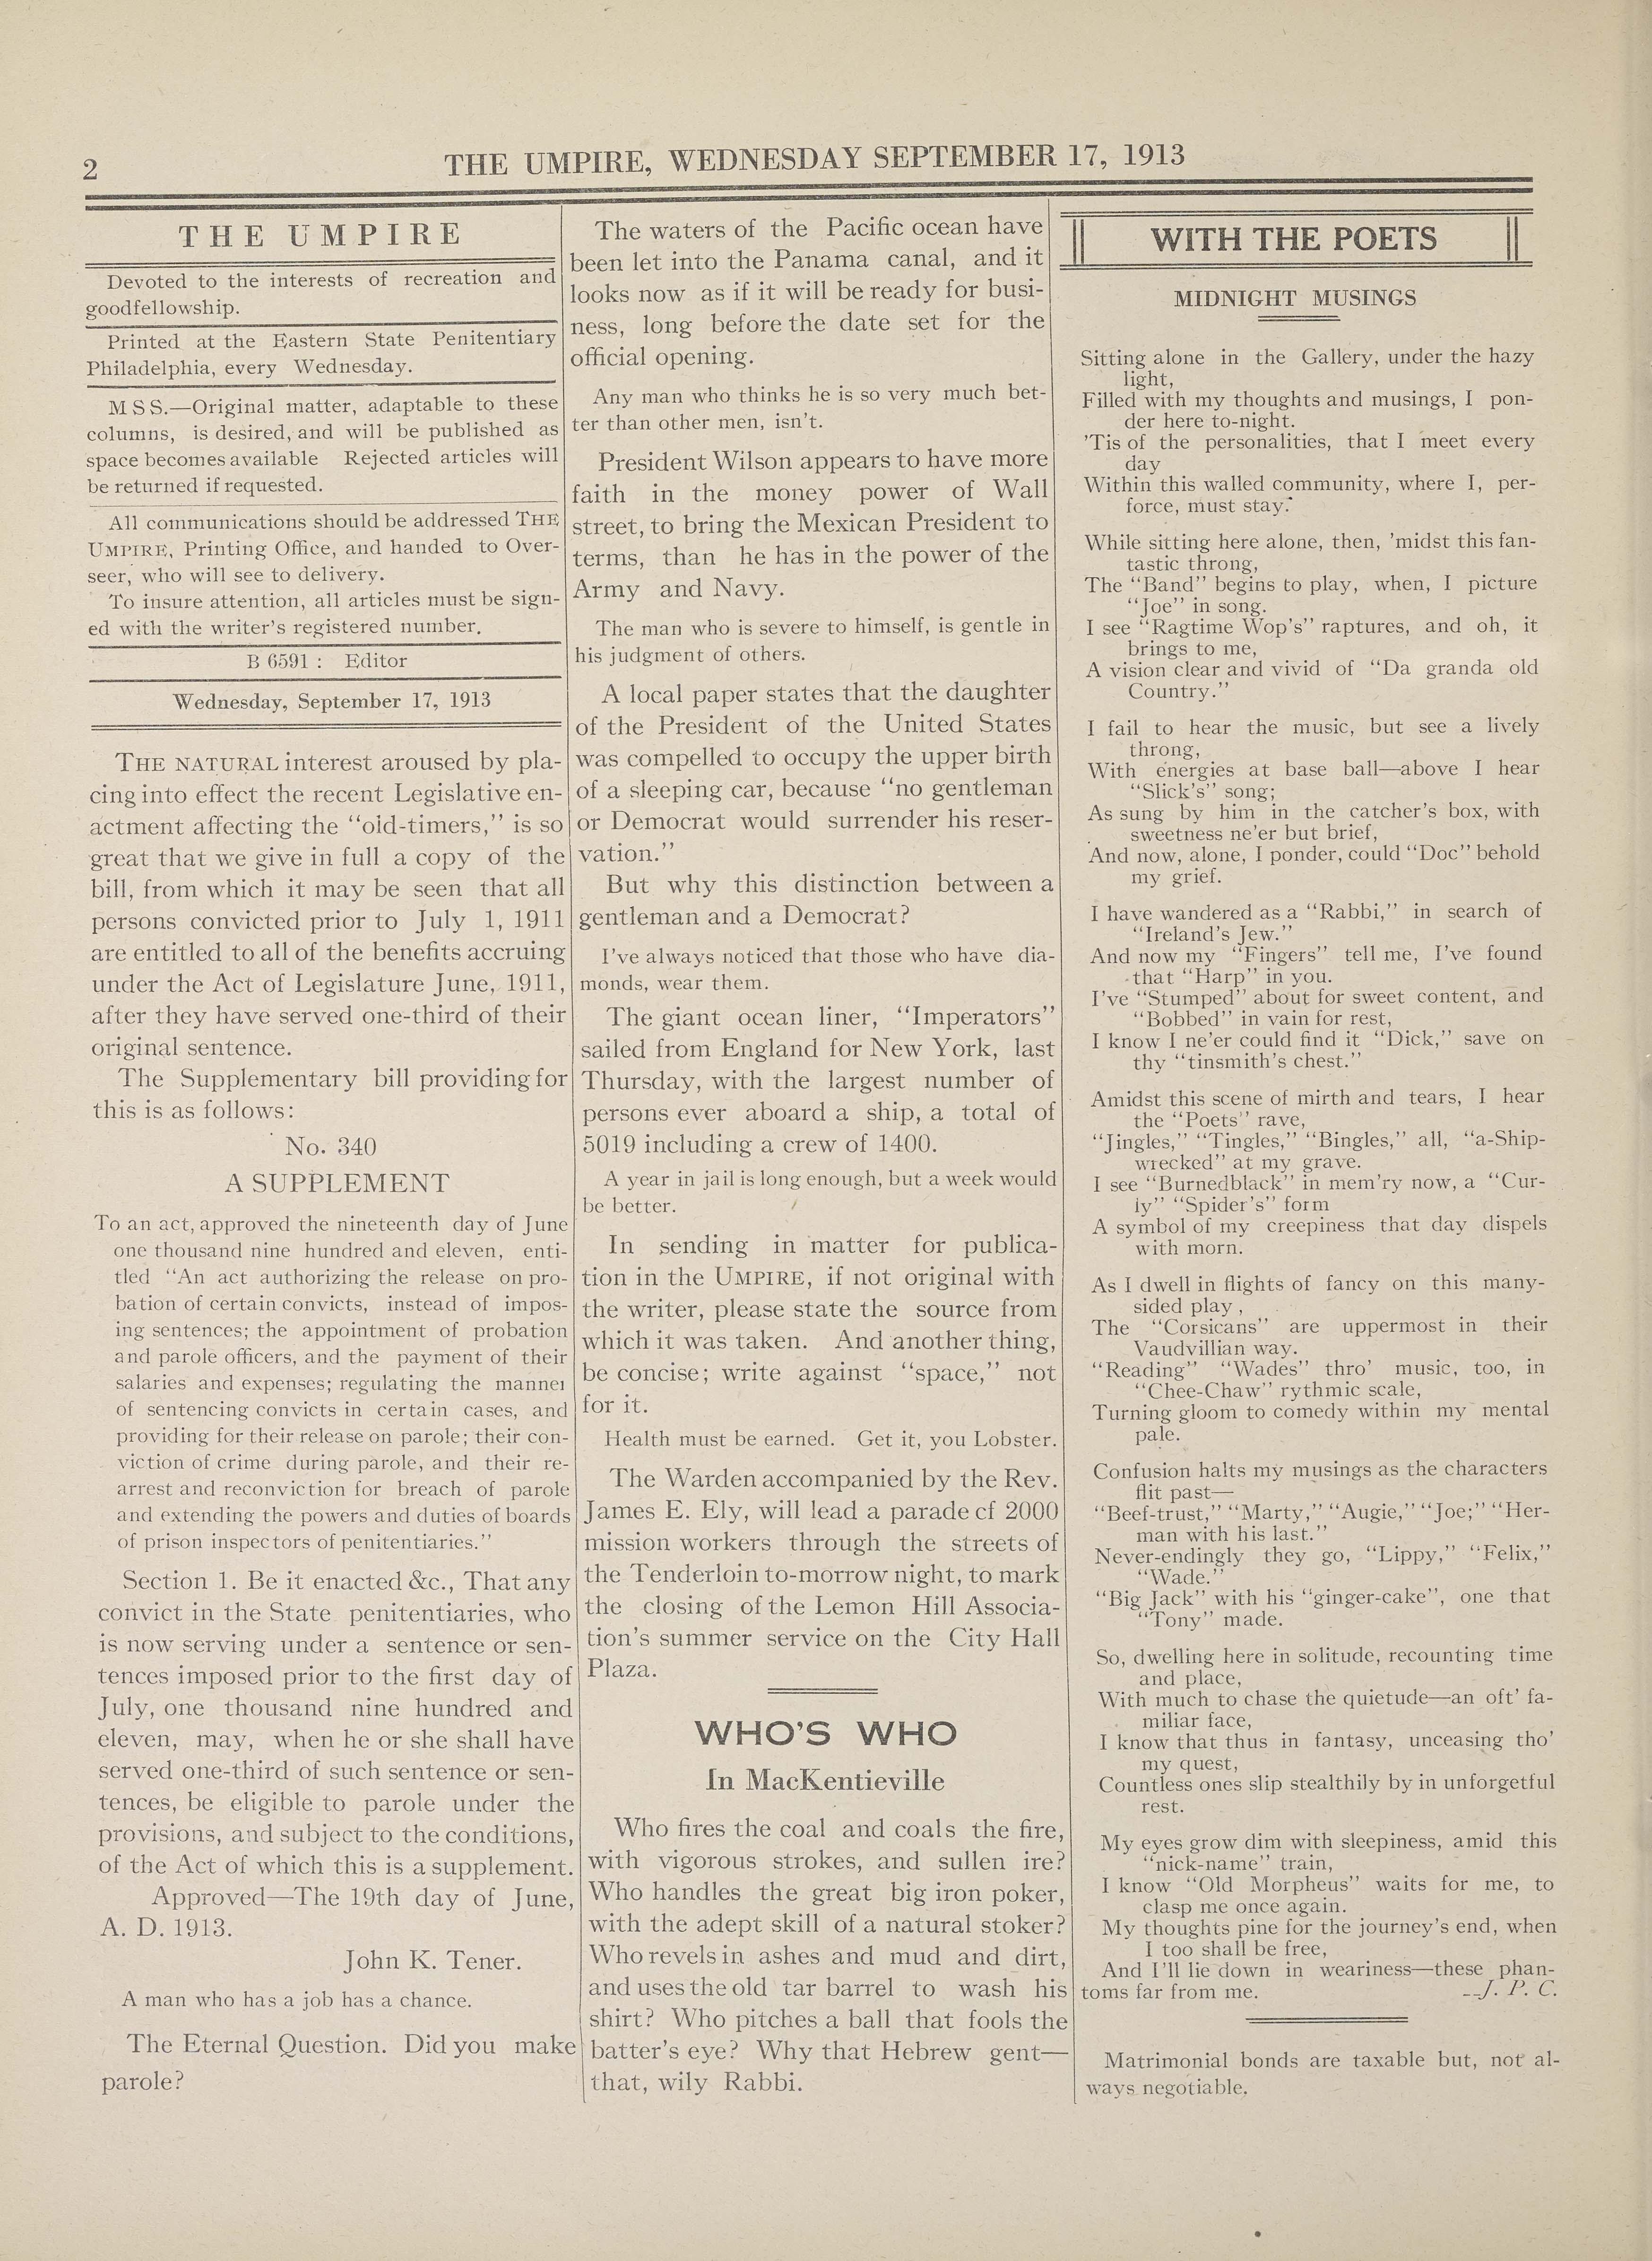 2
THE UMPIRE, WEDNESDAY SEPTEMBER 17, 1913
THE UMPIRE
Devoted to the interests of recreation and
goodfellowship.
Printed at the Eastern State Penitentiary
Philadelphia, every Wednesday.
MSS.—Original matter, adaptable to these
columns, is desired, and will be published as
space becomes available Rejected articles will
be returned if requested.
All communications should be addressed THE
UMPIRE, Printing Office, and handed to Over-
seer, who will see to delivery.
To insure attention, all articles must be sign-
ed with the writer's registered number.
B 6591 : Editor
Wednesday, September 17, 1913
THE NATURAL interest aroused by pla-
cing into effect the recent Legislative en-
actment affecting the "old-timers," is so
great that we give in full a copy of the
bill, from which it may be seen that all
persons convicted prior to July 1, 1911
are entitled to all of the benefits accruing
under the Act of Legislature June, 1911,
after they have served one-third of their
original sentence.
The Supplementary bill providing for
this is as follows:
No. 340
A SUPPLEMENT
To an act, approved the nineteenth day of June
one thousand nine hundred and eleven, enti-
tled "An act authorizing the release on pro-
bation of certain convicts, instead of impos-
ing sentences; the appointment of probation
and parole officers, and the payment of their
salaries and expenses; regulating the manner
of sentencing convicts in certain cases, and
providing for their release on parole; their con-
viction of crime during parole, and their re-
arrest and reconviction for breach of parole
and extending the powers and duties of boards
of prison inspectors of penitentiaries."
Section 1. Be it enacted &c., That any
convict in the State penitentiaries, who
is now serving under a sentence or sen-
tences imposed prior to the first day of
July, one thousand nine hundred and
eleven, may, when he or she shall have
served one-third of such sentence or sen-
tences, be eligible to parole under the
provisions, and subject to the conditions,
of the Act of which this is a supplement.
Approved—The 19th day of June,
A. D. 1913.
John K. Tener.
A man who has a job has a chance.
The Eternal Question. Did you make
parole?
The waters of the Pacific ocean have
been let into the Panama canal, and it
looks now as if it will be ready for busi-
ness, long before the date set for the
official opening.
Any man who thinks he is so very much bet-
ter than other men, isn't.
President Wilson appears to have more
faith in the money power of Wall
street, to bring the Mexican President to
terms, than he has in the power of the
Army and Navy.
The man who is severe to himself, is gentle in
his judgment of others.
A local paper states that the daughter
of the President of the United States
was compelled to occupy the upper birth
of a sleeping car, because "no gentleman
or Democrat would surrender his reser-
vation."
But why this distinction between a
gentleman and a Democrat?
I've always noticed that those who have dia-
monds, wear them.
The giant ocean liner, "Imperators"
sailed from England for New York, last
Thursday, with the largest number of
persons ever aboard a ship, a total of
5019 including a crew of 1400.
A year in jail is long enough, but a week would
be better.
In sending in matter for publica-
tion in the UMPIRE, if not original with
the writer, please state the source from
which it was taken. And another thing,
be concise; write against "space," not
for it.
Health must be earned. Get it, you Lobster.
The Warden accompanied by the Rev.
James E. Ely, will lead a parade cf 2000
mission workers through the streets of
the Tenderloin to-morrow night, to mark
the closing of the Lemon Hill Associa-
tion's summer service on the City Hall
Plaza.
WHO'S WHO
In MacKentieville
Who fires the coal and coals the fire,
with vigorous strokes, and sullen ire?
Who handles the great big iron poker,
with the adept skill of a natural stoker?
Who revels in ashes and mud and dirt,
and uses the old tar barrel to wash his
shirt? Who pitches a ball that fools the
batter's eye? Why that Hebrew gent—
that, wily Rabbi.
WITH THE POETS
MIDNIGHT MUSINGS
Sitting alone in the Gallery, under the hazy
light,
Filled with my thoughts and musings, I pon-
der here to-night.
'Tis of the personalities, that I meet every
day
Within this walled community, where I, per-
force, must stay.
While sitting here alone, then, 'midst this fan-
tastic throng,
The "Band" begins to play, when, I picture
"Joe" in song.
I see "Ragtime Wop's" raptures, and oh, it
brings to me,
A vision clear and vivid of "Da granda old
Country."
I fail to hear the music, but see a lively
throng,
With energies at base ball—above I hear
"Slick's" song;
As sung by him in the catcher's box, with
sweetness ne'er but brief,
And now, alone, I ponder, could "Doc" behold
my grief.
I have wandered as a "Rabbi," in search of
"Ireland's Jew."
And now my "Fingers" tell me, I've found
that "Harp" in you.
I've "Stumped" about for sweet content, and
"Bobbed" in vain for rest,
I know I ne'er could find it "Dick," save on
thy "tinsmith's chest."
Amidst this scene of mirth and tears, I hear
the "Poets" rave,
"Jingles," "Tingles," "Bingles," all, "a-Ship-
wrecked" at my grave.
I see "Burnedblack" in mem'ry now, a "Cur-
ly" "Spider's" form
A symbol of my creepiness that day dispels
with morn.
As I dwell in flights of fancy on this many-
sided play,
The "Corsicans" are uppermost in their
Vaudvillian way.
"Reading" "Wades" thro' music, too, in
"Chee-Chaw" rythmic scale,
Turning gloom to comedy within my mental
pale.
Confusion halts my musings as the characters
flit past—
"Beef-trust," "Marty," "Augie," "Joe;" "Her-
man with his last."
Never-endingly they go, "Lippy," "Felix,"
"Wade."
"Big Jack" with his "ginger-cake", one that
"Tony" made.
So, dwelling here in solitude, recounting time
and place,
With much to chase the quietude—an oft' fa-
miliar face,
I know that thus in fantasy, unceasing tho'
my quest,
Countless ones slip stealthily by in unforgetful
rest.
My eyes grow dim with sleepiness, amid this
"nick-name" train,
I know "Old Morpheus" waits for me, to
clasp me once again.
My thoughts pine for the journey's end, when
I too shall be free,
And I'll lie down in weariness—these phan-
toms far from me. --J. P. C.
Matrimonial bonds are taxable but, not al-
ways negotiable.